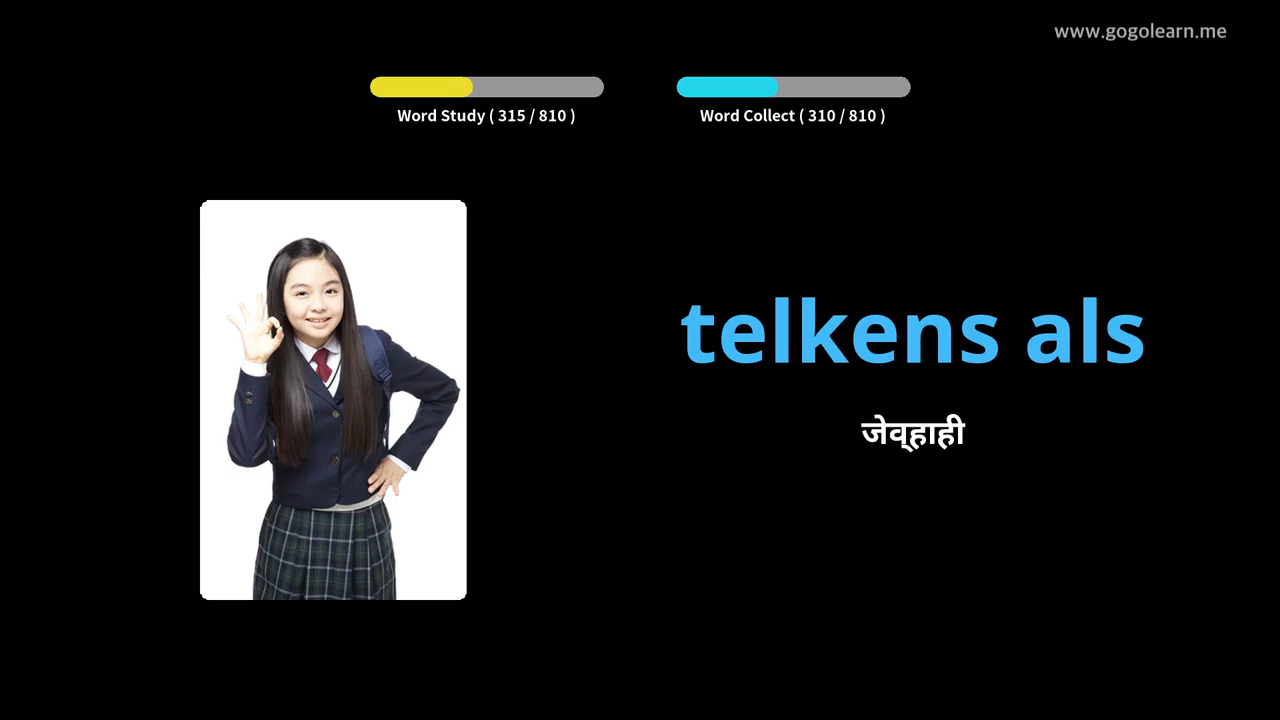 www.gogolearn.me
Word Study ( 315 / 810 )
Word Collect ( 310 / 810 )
telkens als
जेव्हाही